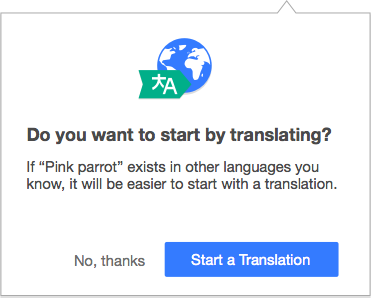 文A
Do you want to start by translating?
If “Pink parrot” exists in other languages you
know, it will be easier to start with a translation.
No, thanks
Start a Translation